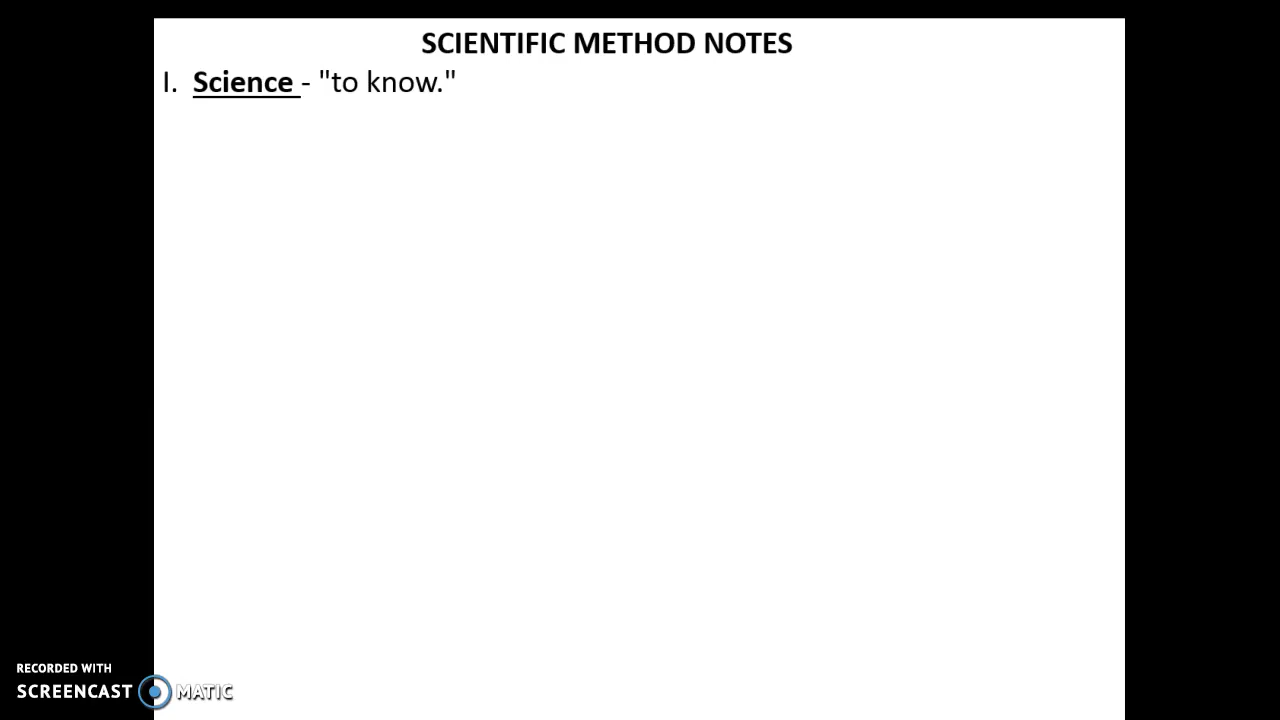 SCIENTIFIC METHOD NOTES
I. Science - "to know."
RECORDED WITH
SCREENCAST MATIC